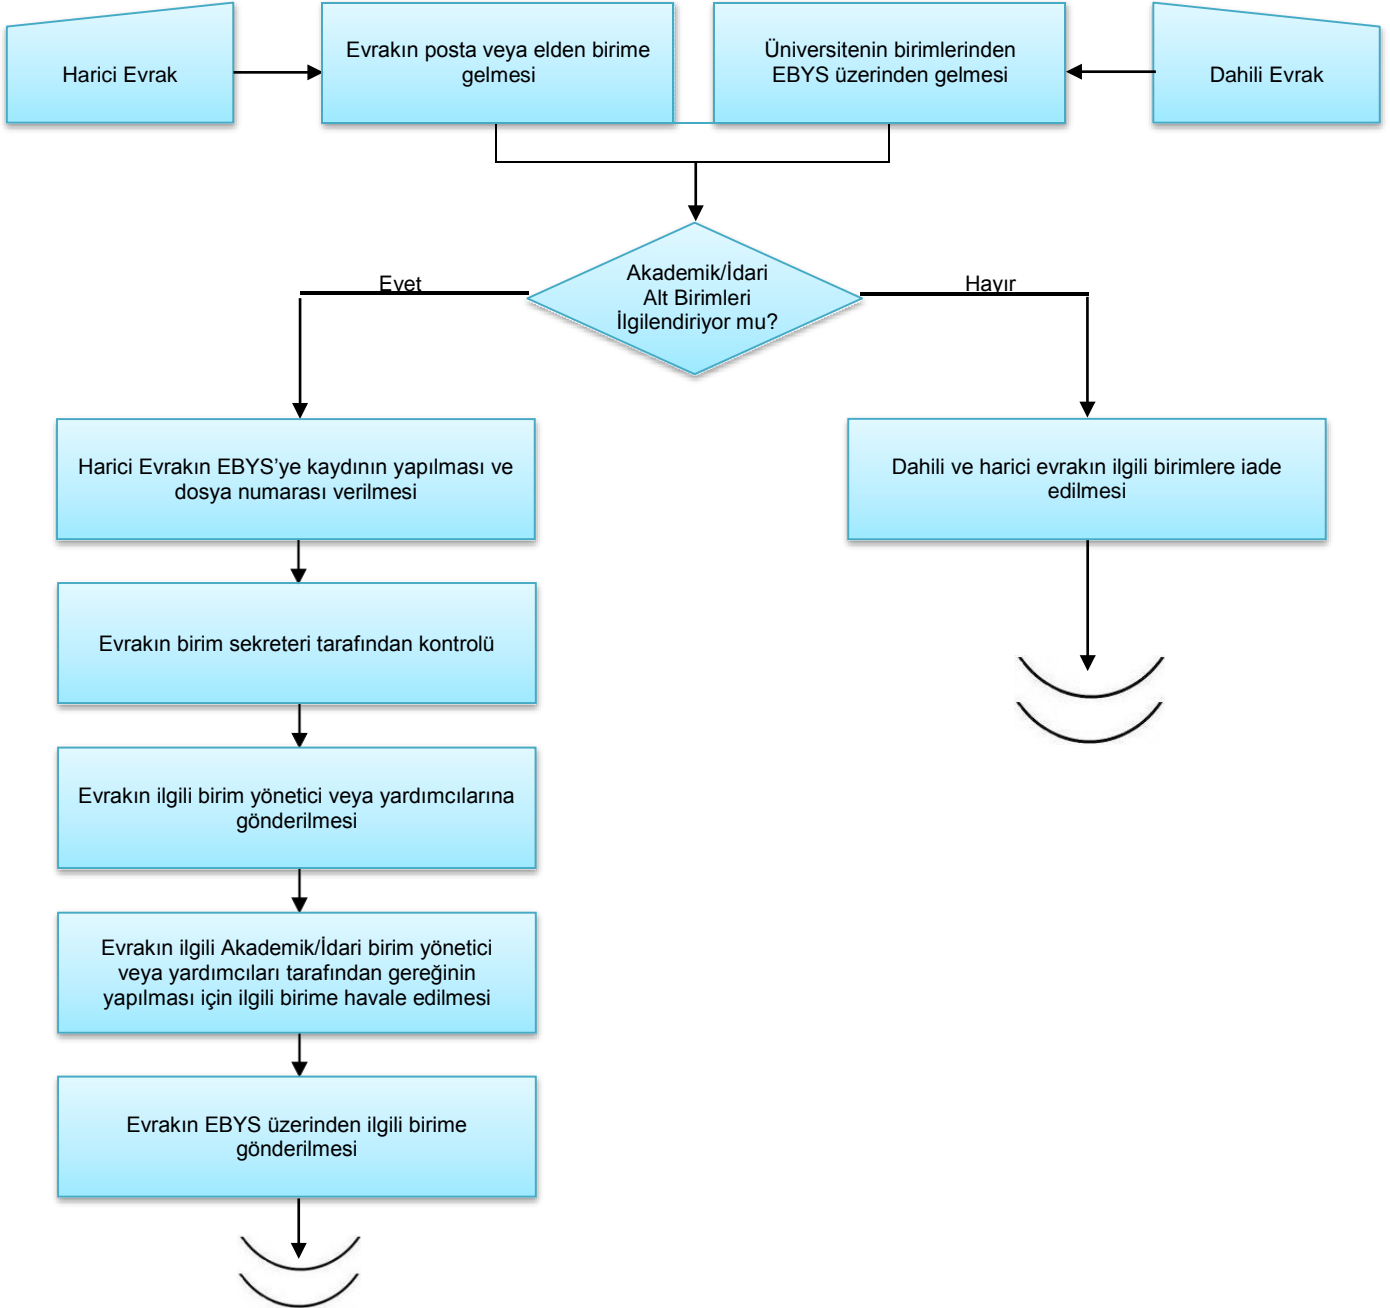 Harici Evrak
Evrakın posta veya elden birime
gelmesi
Üniversitenin birimlerinden
EBYS üzerinden gelmesi
Dahili Evrak
Akademik/İdari
Alt Birimleri
İlgilendiriyor mu?
Evet
Hayır
Harici Evrakın EBYS’ye kaydının yapılması ve
dosya numarası verilmesi
Dahili ve harici evrakın ilgili birimlere iade
edilmesi
Evrakın birim sekreteri tarafından kontrolü
Evrakın ilgili birim yönetici veya yardımcılarına
gönderilmesi
Evrakın ilgili Akademik/İdari birim yönetici
veya yardımcıları tarafından gereğinin
yapılması için ilgili birime havale edilmesi
Evrakın EBYS üzerinden ilgili birime
gönderilmesi